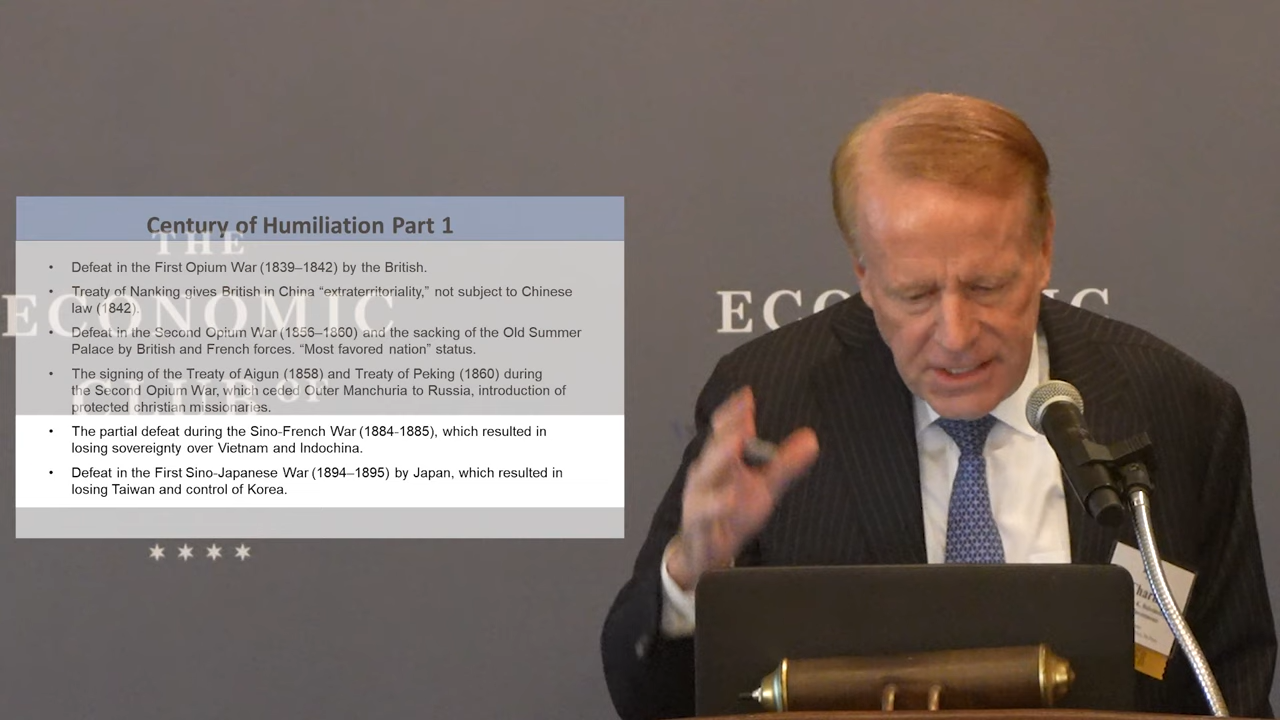 Century of Humiliation Part 1
THE
• Defeat in the First Opium War (1839–1842) by the British.
• Treaty of Nanking gives British in China “extraterritoriality,” not subject to Chinese
law (1842).
ECONOMIC
• Defeat in the Second Opium War (1856–1860) and the sacking of the Old Summer
Palace by British and French forces. “Most favored nation” status.
• The signing of the Treaty of Aigun (1858) and Treaty of Peking (1860) during
the Second Opium War, which ceded Outer Manchuria to Russia, introduction of
protected christian missionaries.
CLUB OF
• The partial defeat during the Sino-French War (1884-1885), which resulted in
losing sovereignty over Vietnam and Indochina.
• Defeat in the First Sino-Japanese War (1894–1895) by Japan, which resulted in
losing Taiwan and control of Korea.
ECONOMIC